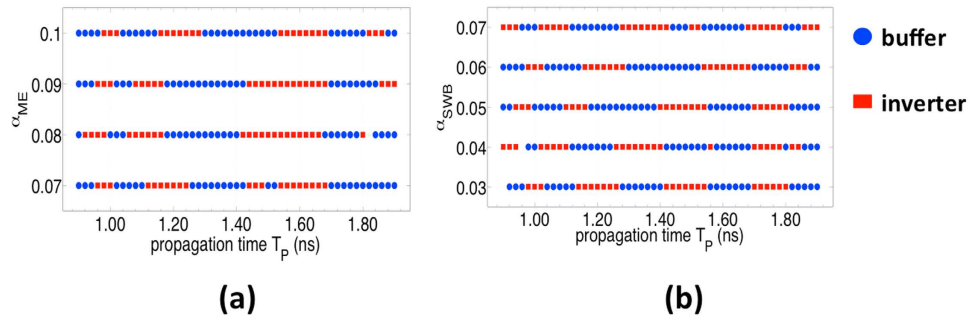 0.1
0.09
0.08
0.07
α_ME
1.00 1.20 1.40 1.60 1.80
propagation time T_P (ns)
(a)
0.07
0.06
0.05
0.04
0.03
α_SWB
1.00 1.20 1.40 1.60 1.80
propagation time T_P (ns)
(b)
buffer
inverter